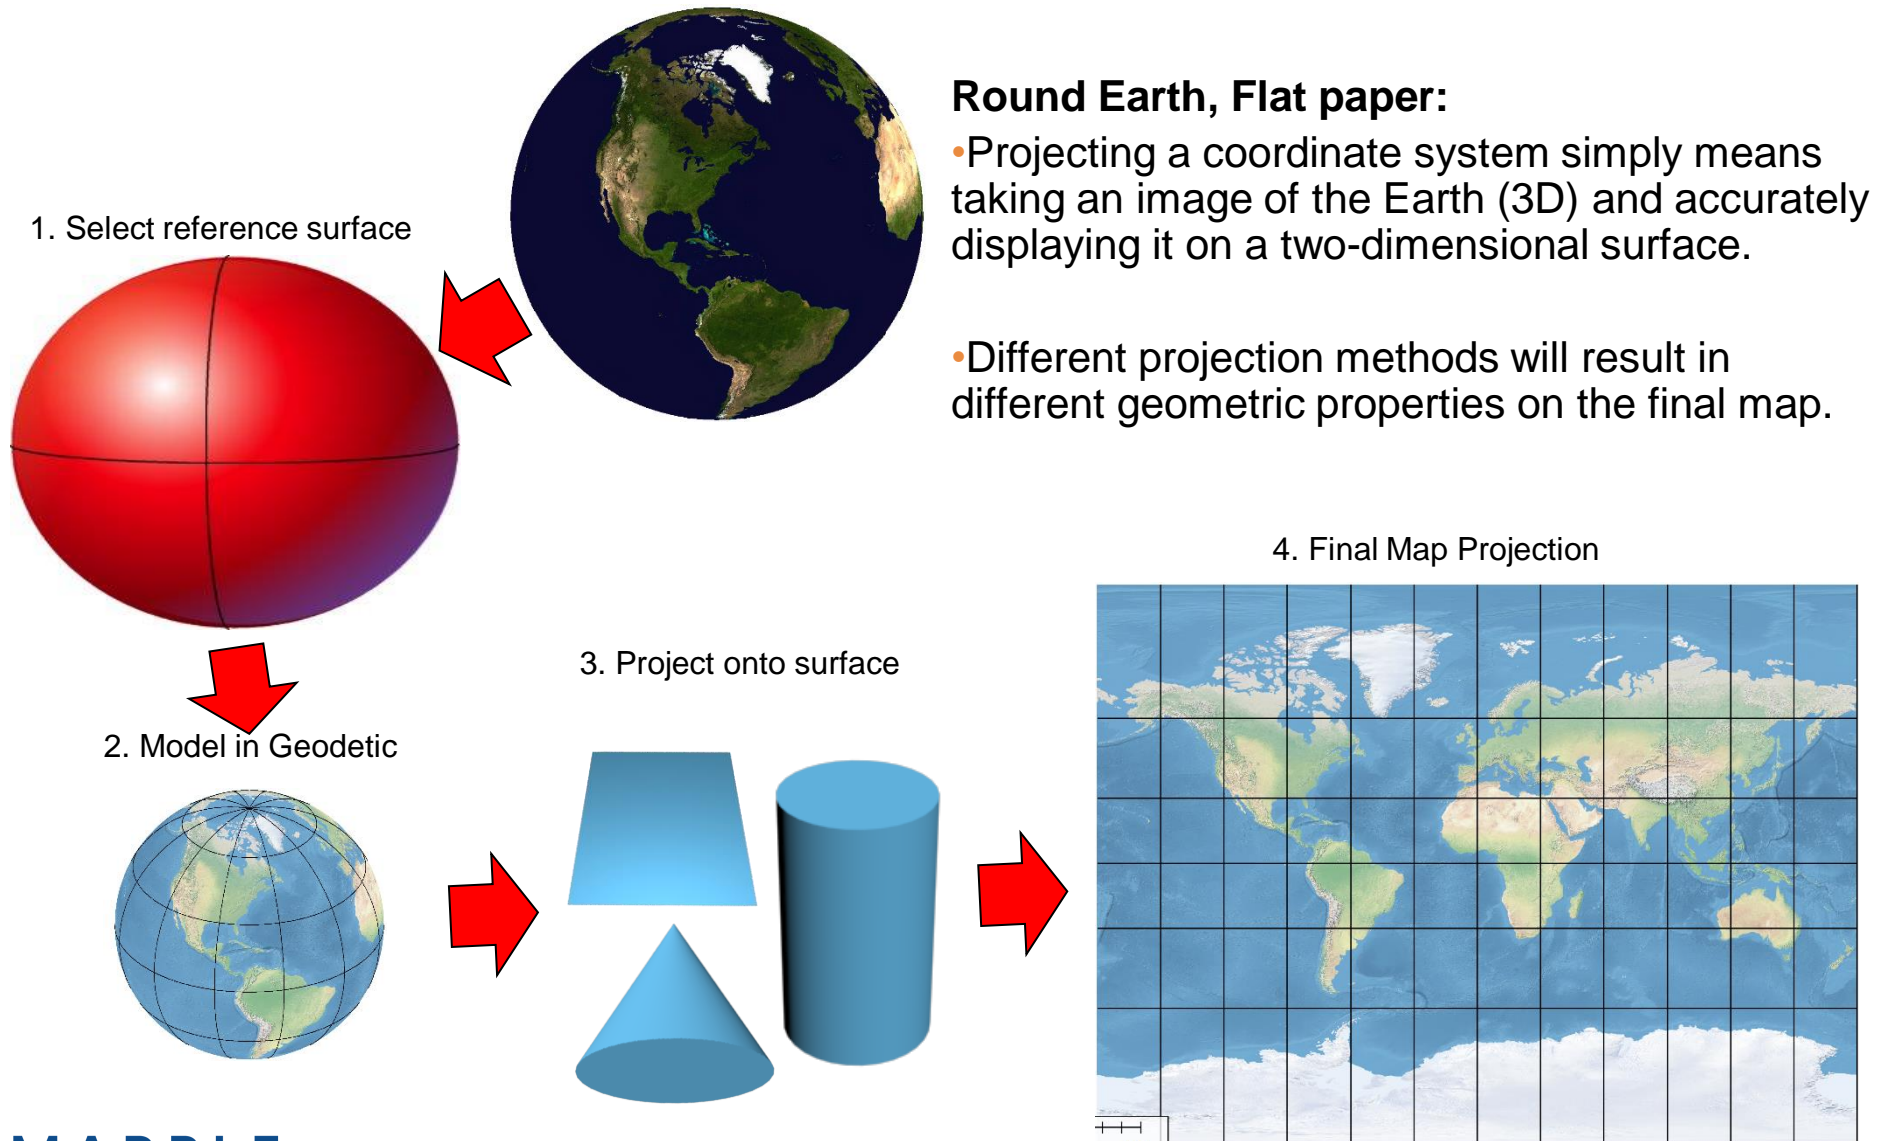 Round Earth, Flat paper:
•Projecting a coordinate system simply means
taking an image of the Earth (3D) and accurately
displaying it on a two-dimensional surface.
•Different projection methods will result in
different geometric properties on the final map.
1. Select reference surface
2. Model in Geodetic
3. Project onto surface
4. Final Map Projection